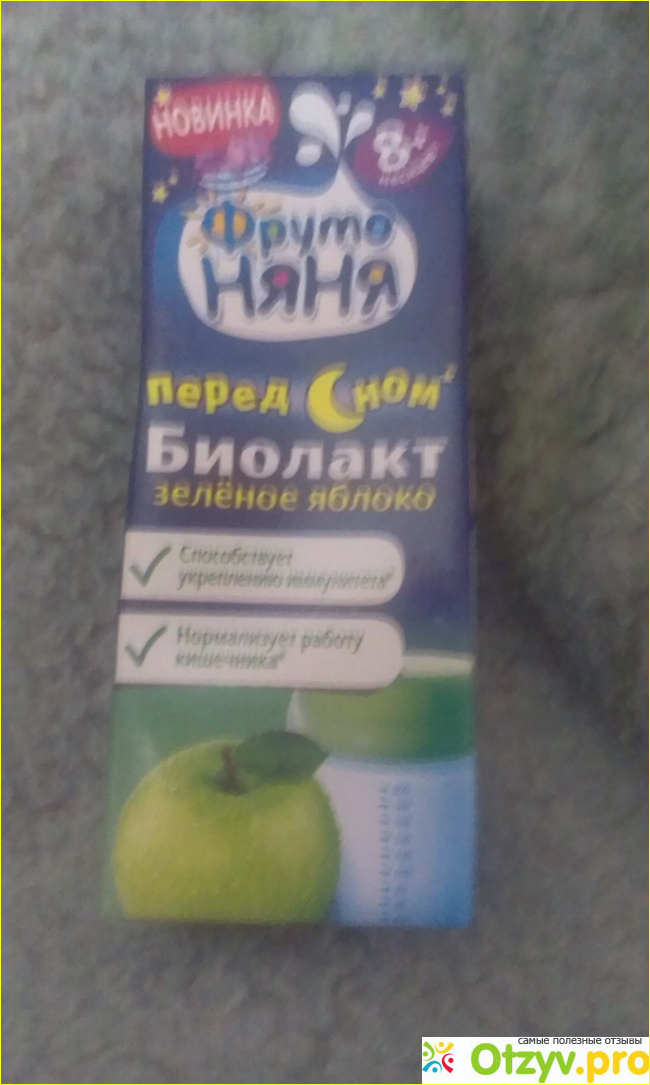 НОВИНКА
8+
месяцев
Фруто
НяНя
перед Сном
Биолакт
зелёное яблоко
Способствует
укреплению иммунитета*
Нормализует работу
кишечника*
самые полезные отзывы
Otzyv.pro